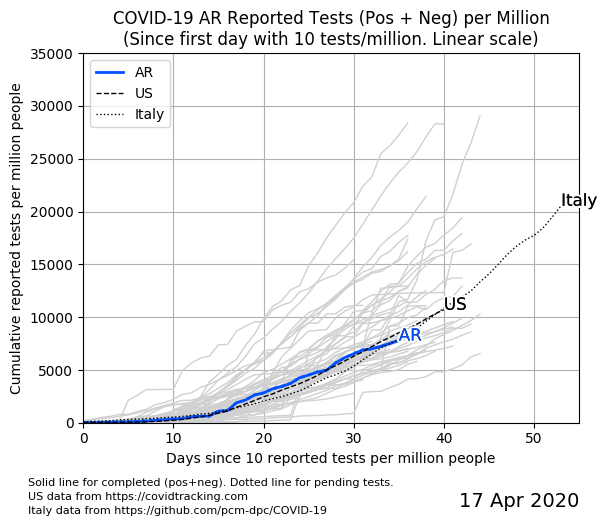 COVID-19 AR Reported Tests (Pos + Neg) per Million
(Since first day with 10 tests/million. Linear scale)
35000
30000
25000
20000
15000
10000
5000
0
Cumulative reported tests per million people
AR
US
Italy
Italy
US
AR
0 10 20 30 40 50
Days since 10 reported tests per million people
Solid line for completed (pos+neg). Dotted line for pending tests.
US data from https://covidtracking.com
Italy data from https://github.com/pcm-dpc/COVID-19
17 Apr 2020